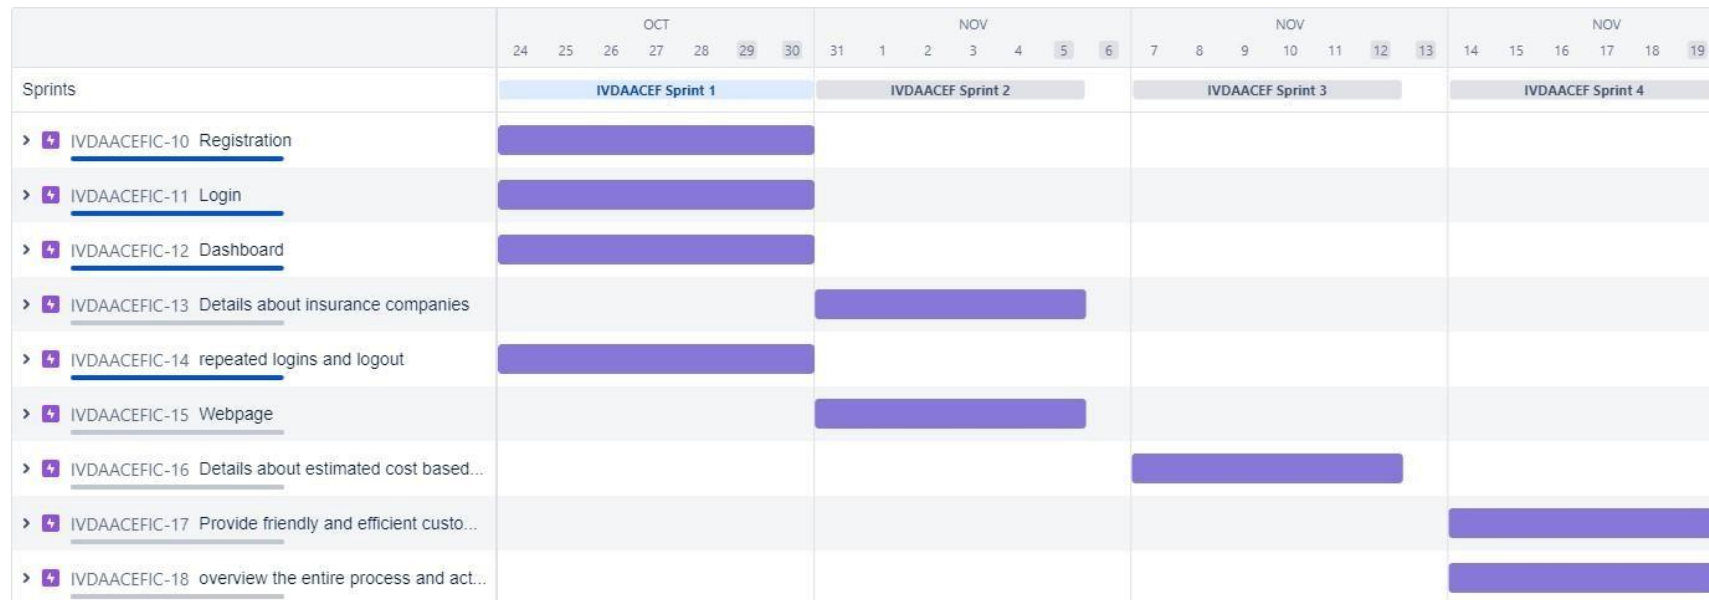 OCT NOV NOV NOV
24 25 26 27 28 29 30 31 1 2 3 4 5 6 7 8 9 10 11 12 13 14 15 16 17 18 19
Sprints IVDAACEF Sprint 1 IVDAACEF Sprint 2 IVDAACEF Sprint 3 IVDAACEF Sprint 4
IVDAACEFIC-10 Registration
IVDAACEFIC-11 Login
IVDAACEFIC-12 Dashboard
IVDAACEFIC-13 Details about insurance companies
IVDAACEFIC-14 repeated logins and logout
IVDAACEFIC-15 Webpage
IVDAACEFIC-16 Details about estimated cost based...
IVDAACEFIC-17 Provide friendly and efficient custo...
IVDAACEFIC-18 overview the entire process and act...